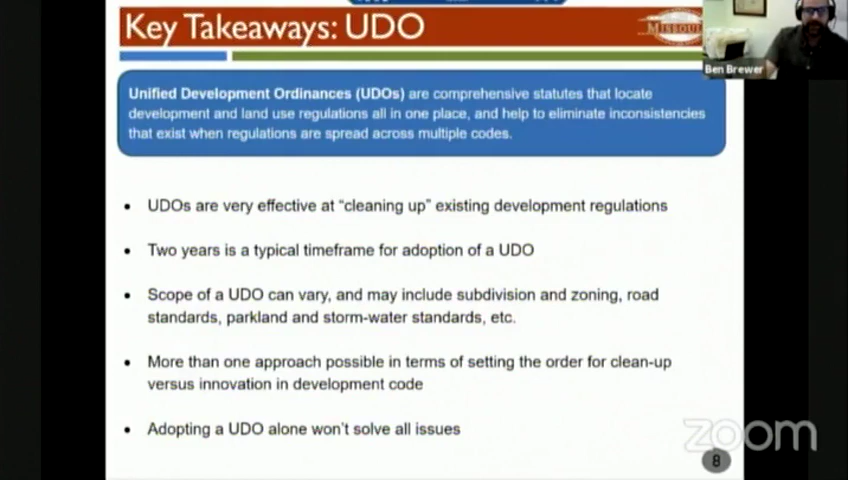 Key Takeaways: UDO
Ben Brewer
Unified Development Ordinances (UDOs) are comprehensive statutes that locate
development and land use regulations all in one place, and help to eliminate inconsistencies
that exist when regulations are spread across multiple codes.
• UDOs are very effective at “cleaning up” existing development regulations
• Two years is a typical timeframe for adoption of a UDO
• Scope of a UDO can vary, and may include subdivision and zoning, road
standards, parkland and storm-water standards, etc.
• More than one approach possible in terms of setting the order for clean-up
versus innovation in development code
• Adopting a UDO alone won’t solve all issues
zoom
8